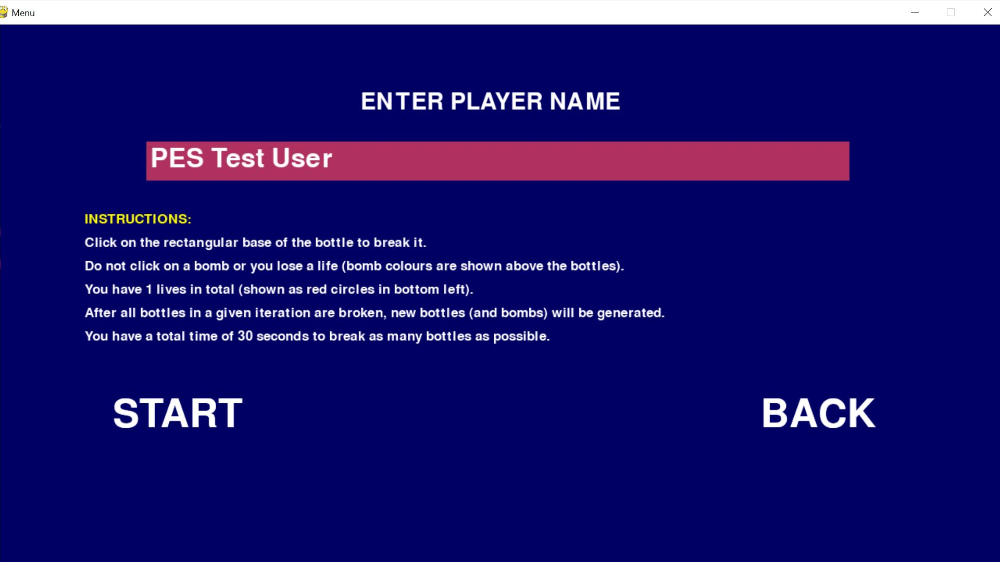 Menu
ENTER PLAYER NAME
PES Test User
INSTRUCTIONS:
Click on the rectangular base of the bottle to break it.
Do not click on a bomb or you lose a life (bomb colours are shown above the bottles).
You have 1 lives in total (shown as red circles in bottom left).
After all bottles in a given iteration are broken, new bottles (and bombs) will be generated.
You have a total time of 30 seconds to break as many bottles as possible.
START BACK